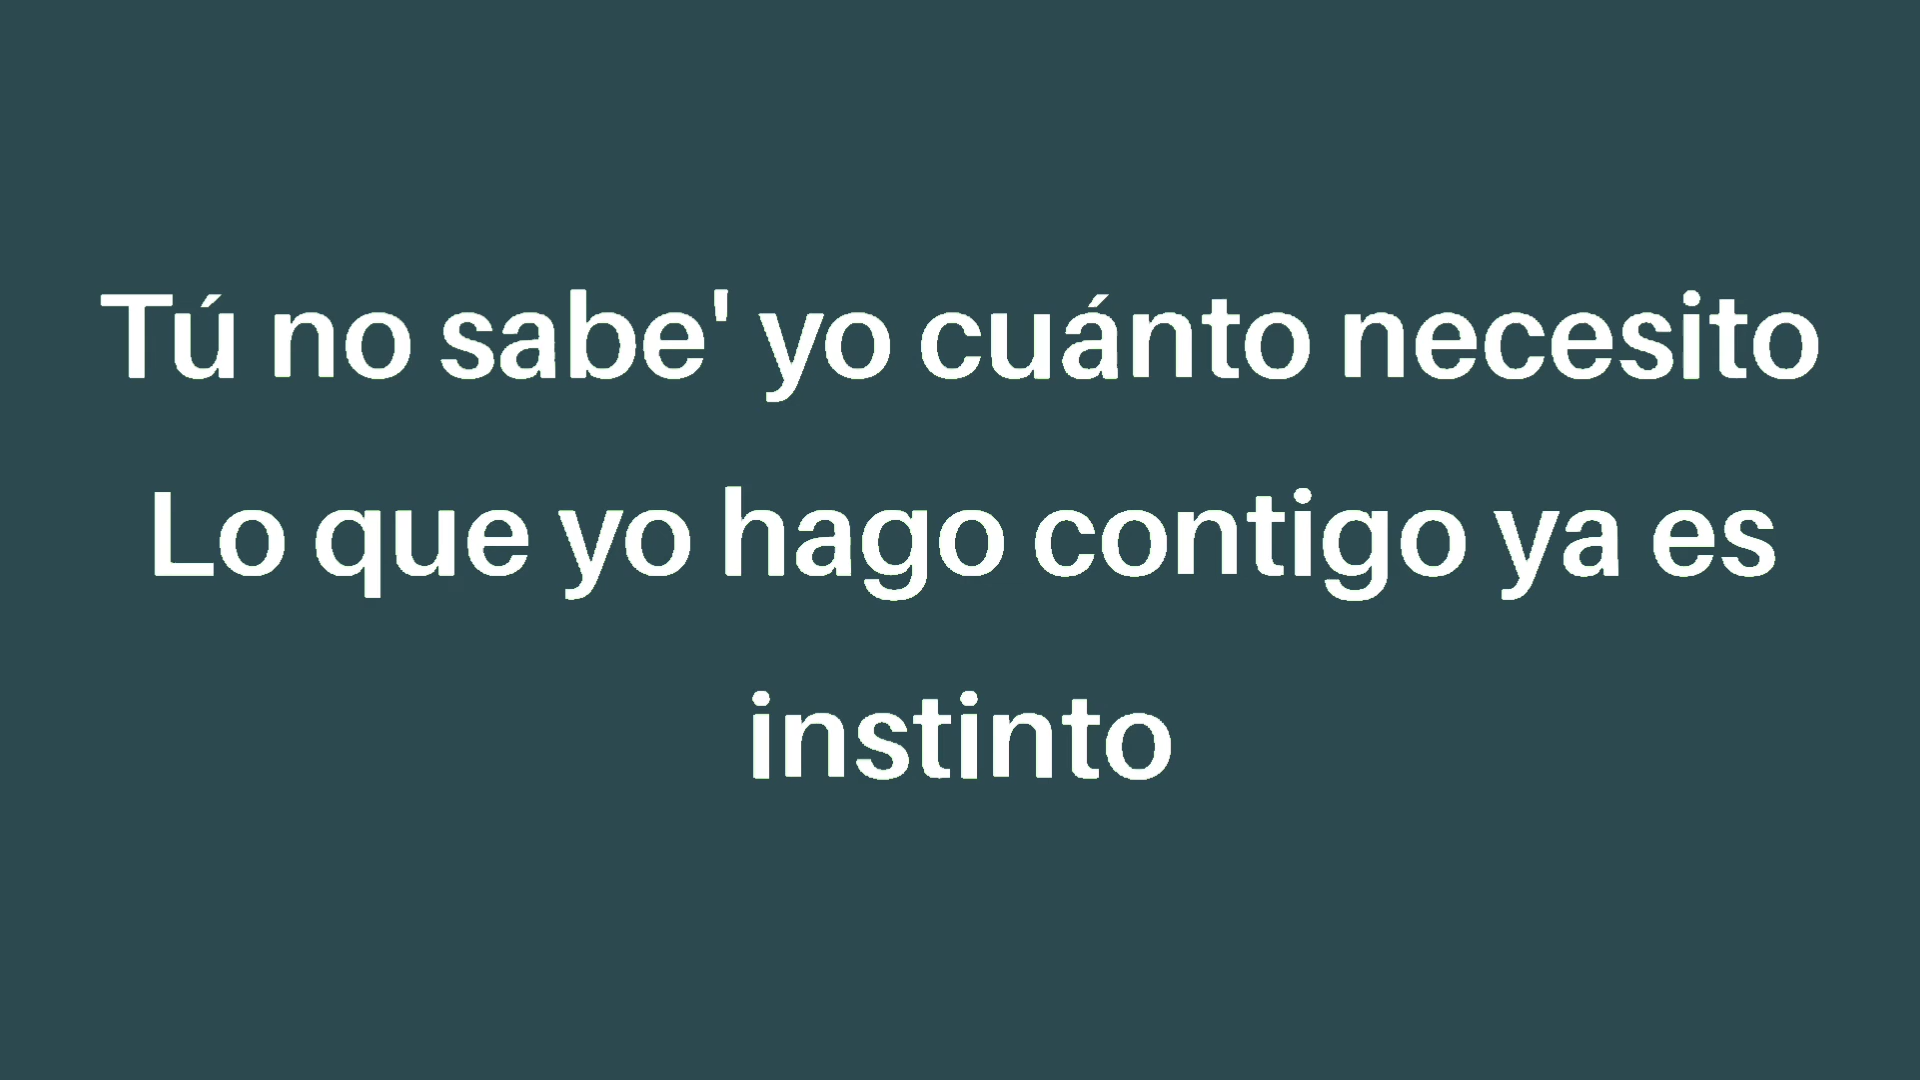 Tú no sabe' yo cuánto necesito
Lo que yo hago contigo ya es
instinto